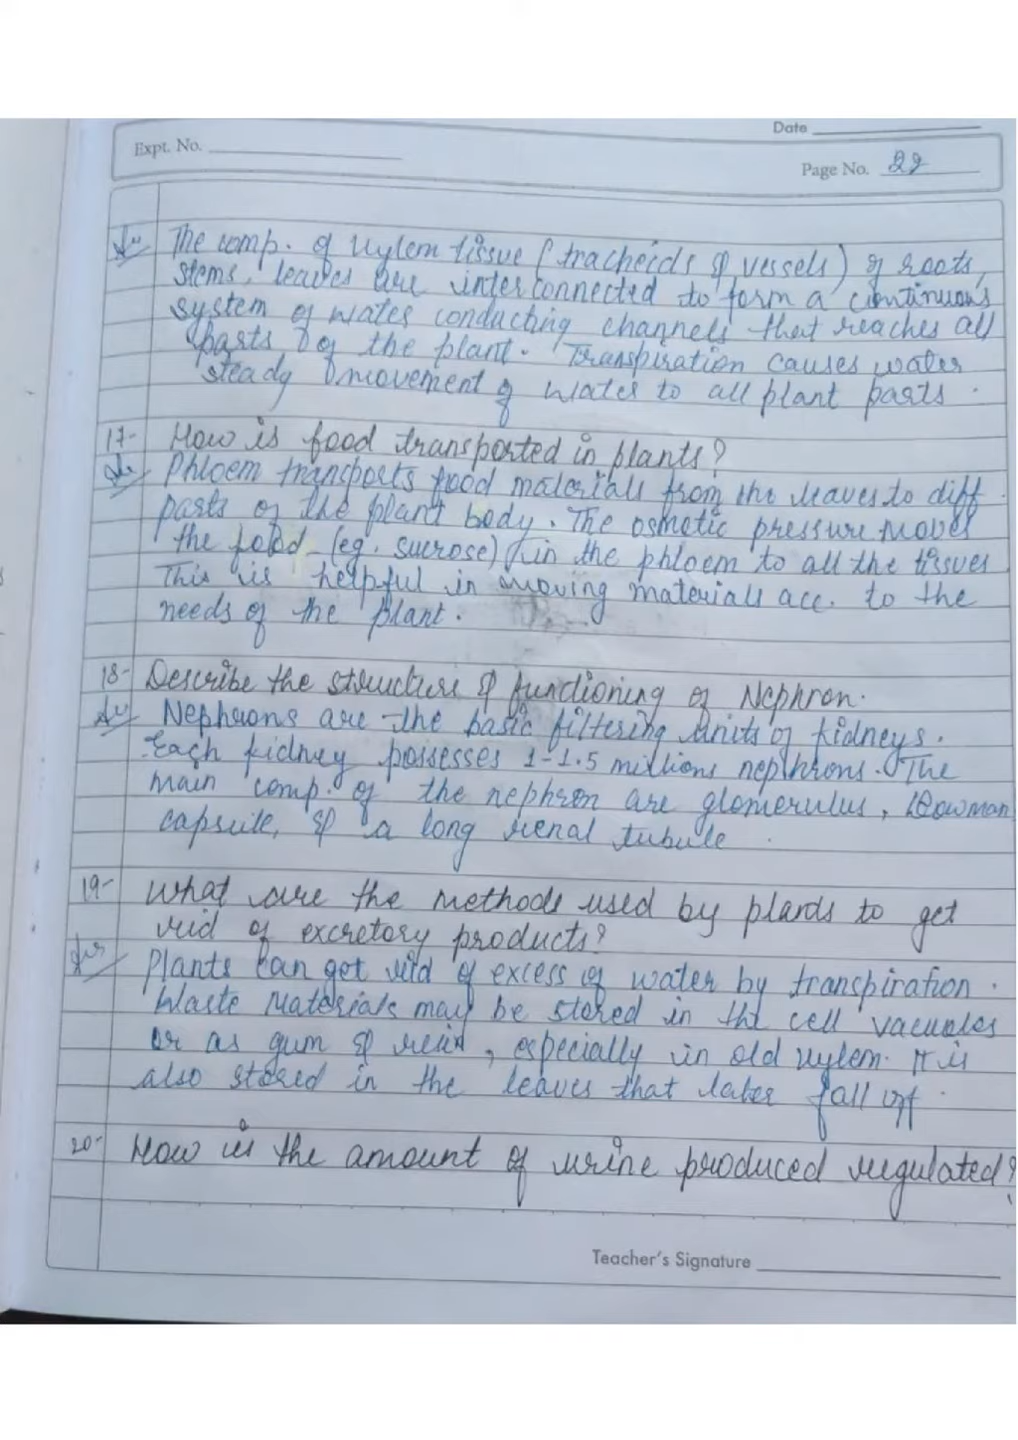 Date
Expt. No.
Page No. 22
Ans The comp. of xylem tissue (tracheids & vessels) of roots,
stems, leaves are interconnected to form a continuous
system of water conducting channels that reaches all
parts of the plant. Transpiration causes water
steady movement of water to all plant parts.
17- How is food transported in plants?
Ans Phloem transports food materials from the leaves to diff.
parts of the plant body. The osmetic pressure moves
the food (eg. sucrose) in the phloem to all the tissues
This is helpful in moving materials acc. to the
needs of the plant.
18- Describe the structure & functioning of Nephron.
Ans Nephrons are the basic filtering units of kidneys.
Each kidney possesses 1-1.5 millions nephrons. The
main comp. of the nephron are glomerulus, Bowman
capsule, & a long renal tubule.
19- What are the methods used by plants to get
rid of excretory products?
Ans Plants can get rid of excess of water by transpiration.
Waste materials may be stored in the cell vacuoles
or as gum & resin, especially in old xylem. It is
also stored in the leaves that later fall off.
20- How is the amount of urine produced regulated?
Teacher's Signature